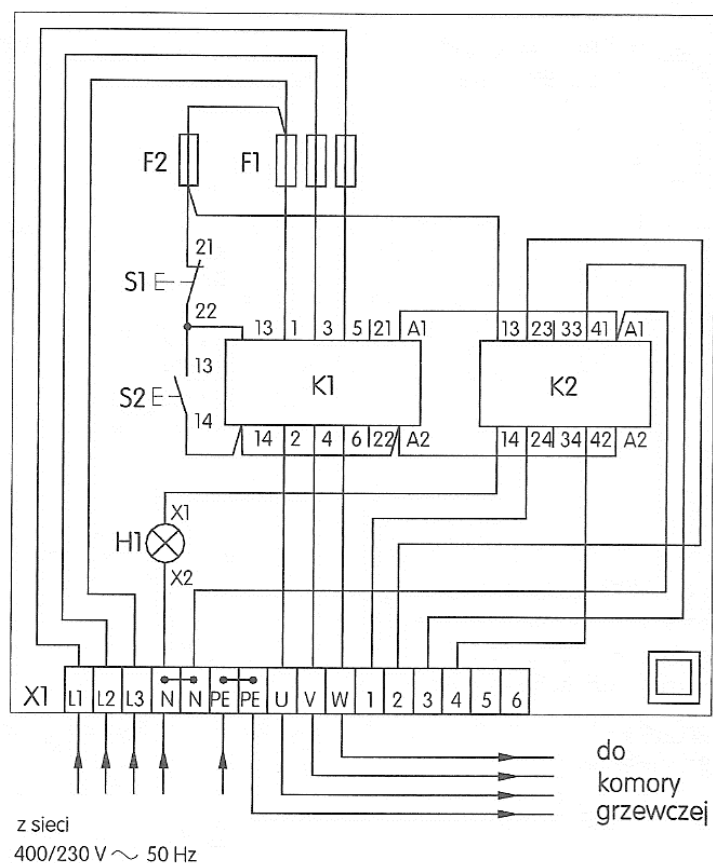 F2
F1
21
S1
22
13 1 3 5 21 A1
13 23 33 41 A1
K1
K2
13
S2
14
14 2 4 6 22 A2
14 24 34 42 A2
X1
H1
X2
X1 L1 L2 L3 N N PE PE U V W 1 2 3 4 5 6
do
komory
grzewczej
z sieci
400/230 V ~ 50 Hz